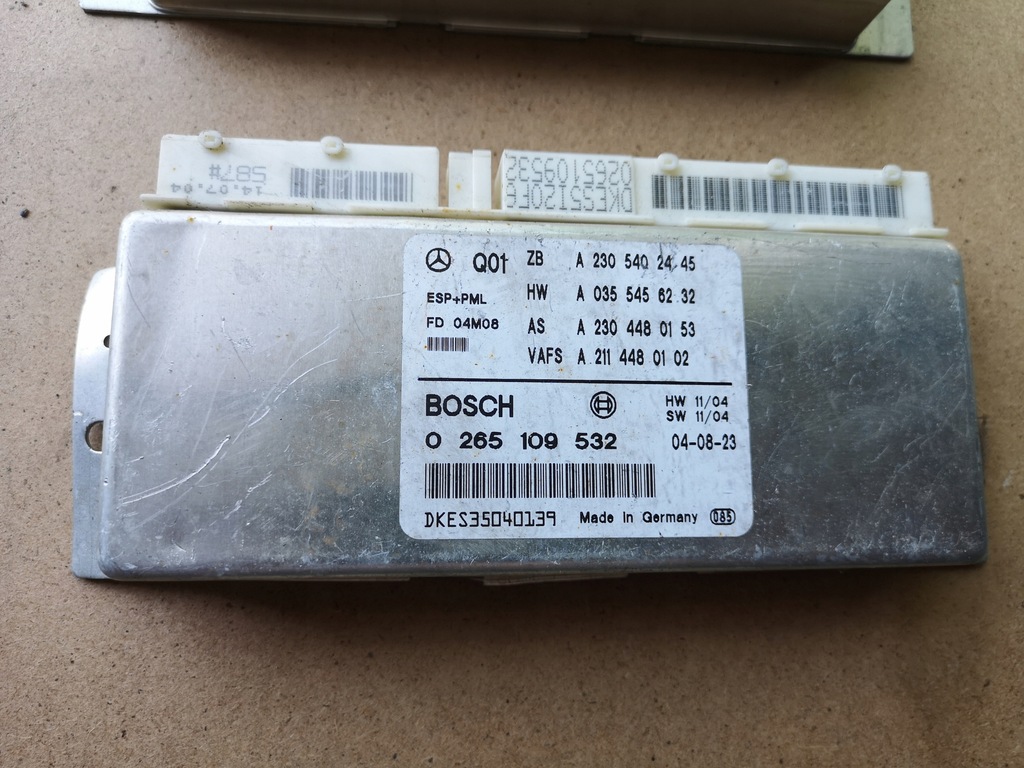 587#
14.07.04
0265109532
Q01
ZB A 230 540 24 45
ESP+PML
HW A 035 545 62 32
FD 04M08
AS A 230 448 01 53
VAFS A 211 448 01 02
BOSCH
HW 11/04
SW 11/04
0 265 109 532
04-08-23
DKES35040139
Made in Germany
085